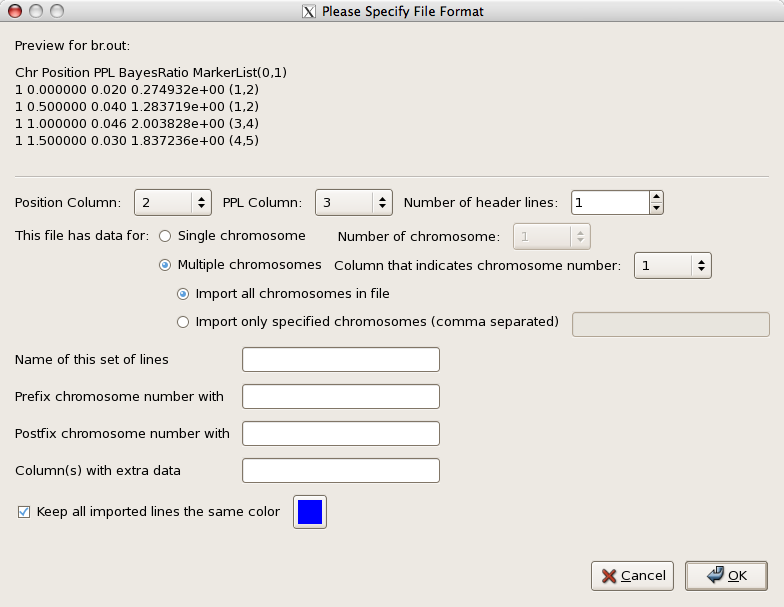 Please Specify File Format
Preview for br.out:
Chr Position PPL BayesRatio MarkerList(0,1)
1 0.000000 0.020 0.274932e+00 (1,2)
1 0.500000 0.040 1.283719e+00 (1,2)
1 1.000000 0.046 2.003828e+00 (3,4)
1 1.500000 0.030 1.837236e+00 (4,5)
Position Column: 2 PPL Column: 3 Number of header lines: 1
This file has data for: Single chromosome Number of chromosome: 1
Multiple chromosomes Column that indicates chromosome number: 1
Import all chromosomes in file
Import only specified chromosomes (comma separated)
Name of this set of lines
Prefix chromosome number with
Postfix chromosome number with
Column(s) with extra data
Keep all imported lines the same color
Cancel OK